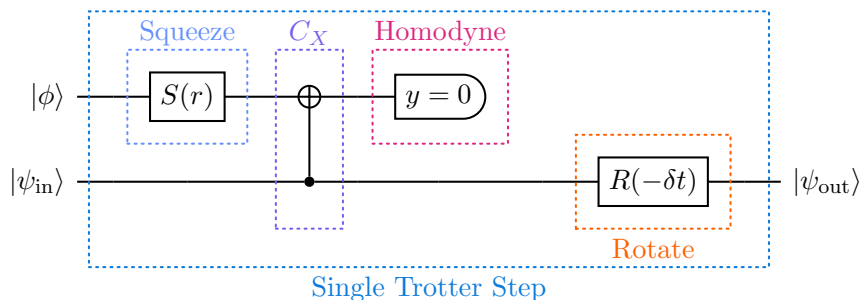 Squeeze C_X Homodyne
|ϕ⟩ S(r) y = 0
|ψ_in⟩ R(−δt) |ψ_out⟩
Rotate
Single Trotter Step